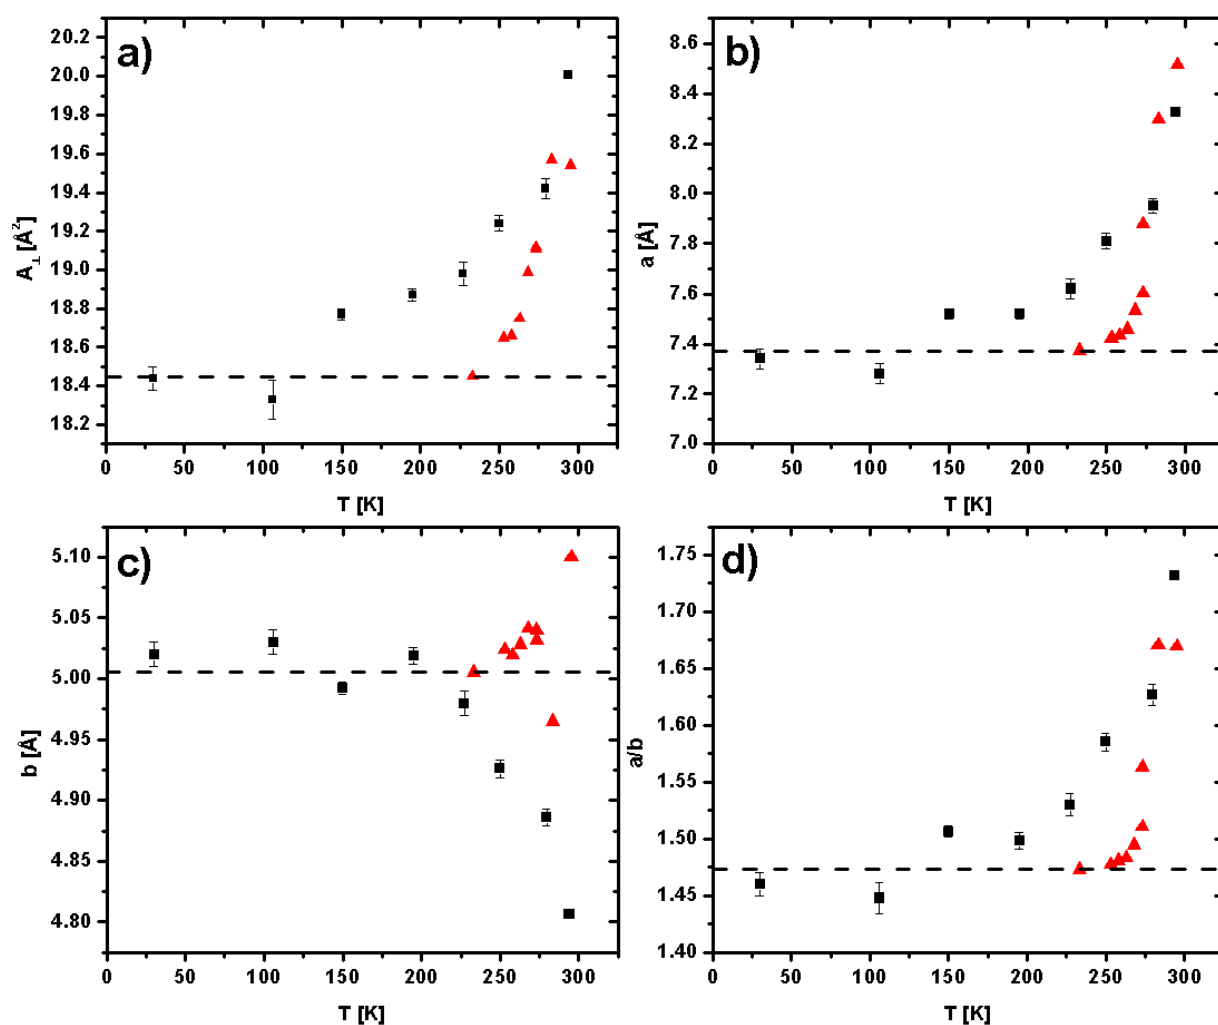 a)
20.2
20.0
19.8
19.6
19.4
19.2
19.0
18.8
18.6
18.4
18.2
A⊥ [Å²]
0 50 100 150 200 250 300
T [K]
b)
8.6
8.4
8.2
8.0
7.8
7.6
7.4
7.2
7.0
a [Å]
0 50 100 150 200 250 300
T [K]
c)
5.10
5.05
5.00
4.95
4.90
4.85
4.80
b [Å]
0 50 100 150 200 250 300
T [K]
d)
1.75
1.70
1.65
1.60
1.55
1.50
1.45
1.40
a/b
0 50 100 150 200 250 300
T [K]